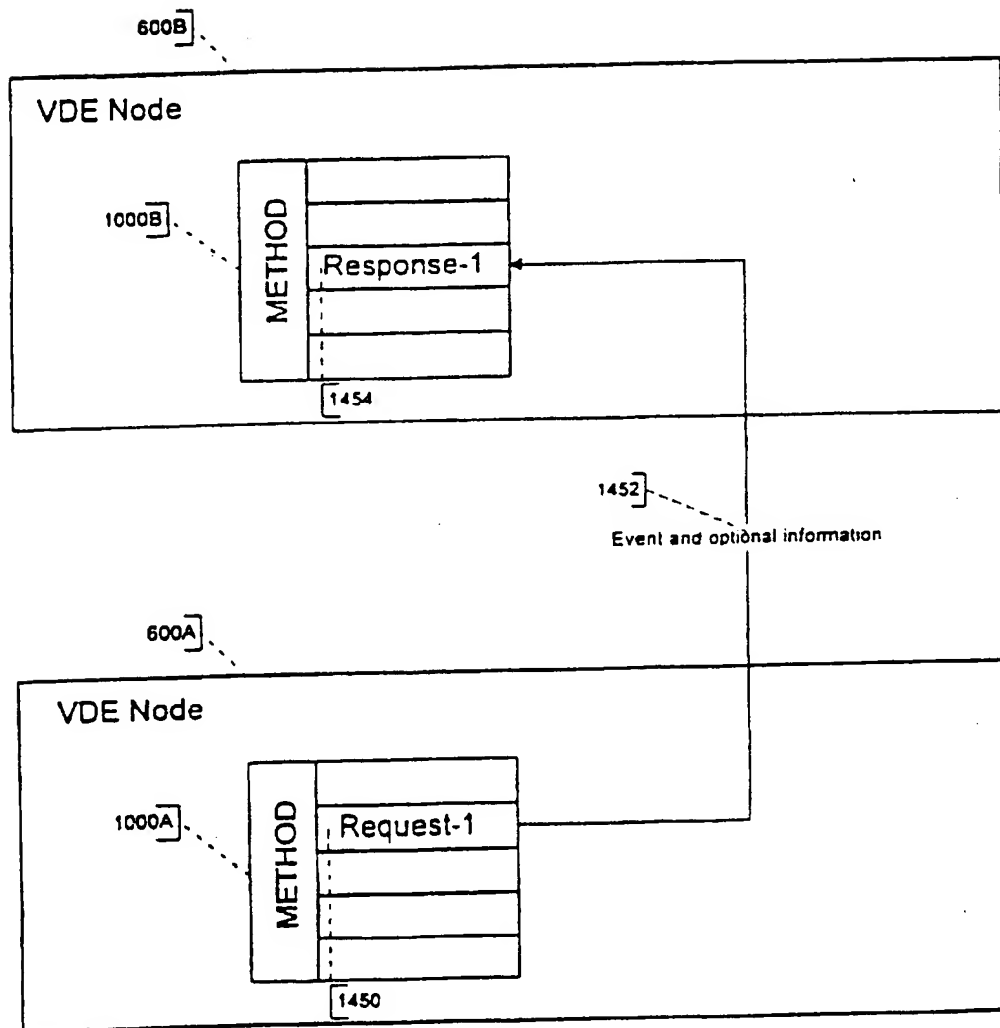 600B
VDE Node
1000B
METHOD
Response-1
1454
1452
Event and optional information
600A
VDE Node
1000A
METHOD
Request-1
1450